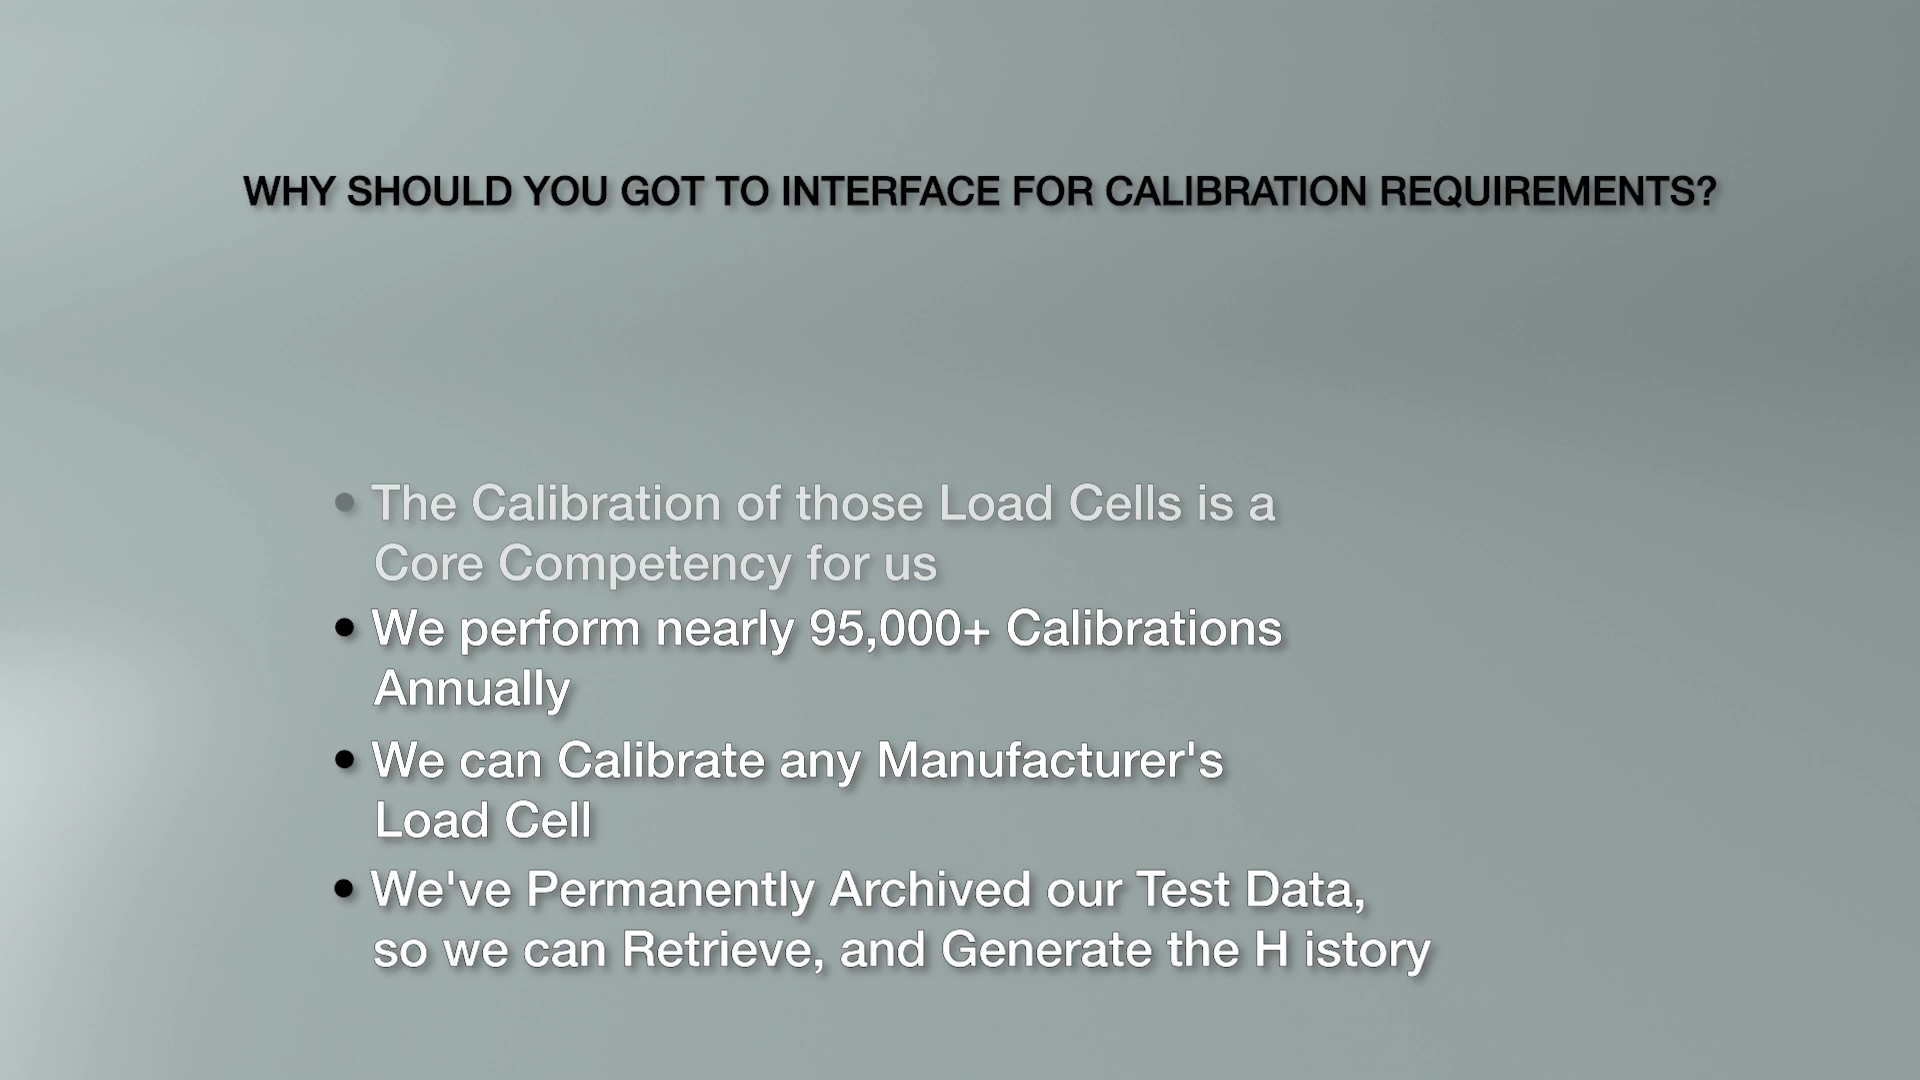 WHY SHOULD YOU GOT TO INTERFACE FOR CALIBRATION REQUIREMENTS?
• The Calibration of those Load Cells is a
Core Competency for us
• We perform nearly 95,000+ Calibrations
Annually
• We can Calibrate any Manufacturer's
Load Cell
• We've Permanently Archived our Test Data,
so we can Retrieve, and Generate the H istory